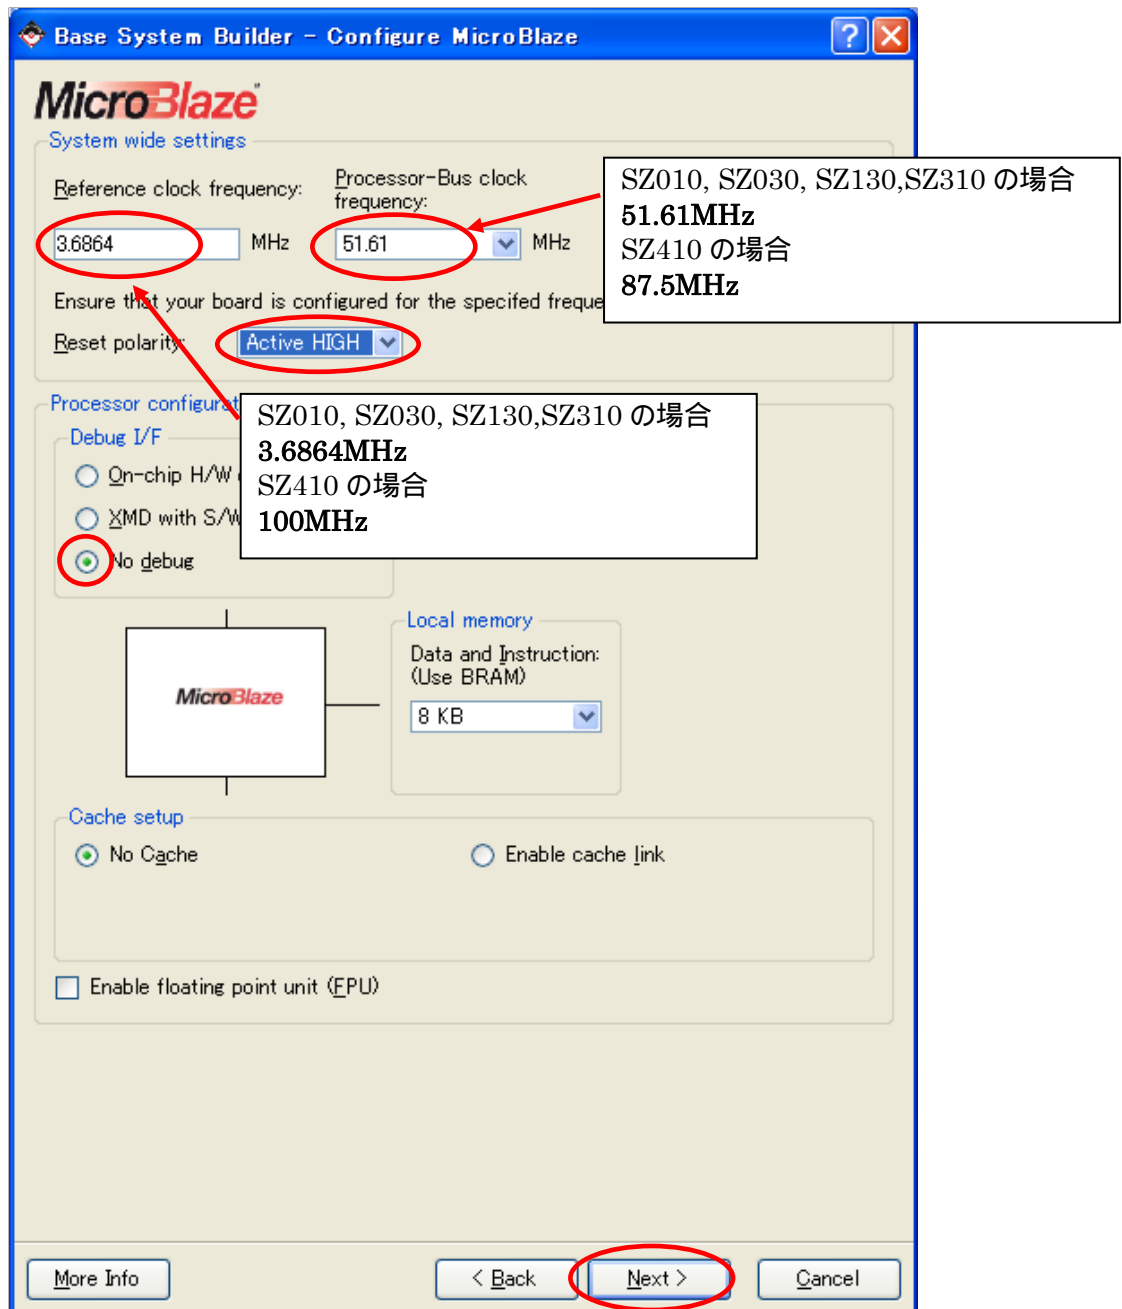 Base System Builder - Configure MicroBlaze
MicroBlaze
System wide settings
Reference clock frequency:
Processor-Bus clock
frequency:
3.6864
MHz
51.61
MHz
SZ010, SZ030, SZ130,SZ310 の場合
51.61MHz
SZ410 の場合
87.5MHz
Ensure that your board is configured for the specifed freque
Reset polarity:
Active HIGH
Processor configurat
SZ010, SZ030, SZ130,SZ310 の場合
3.6864MHz
SZ410 の場合
100MHz
Debug I/F
On-chip H/W
XMD with S/W
No debug
Local memory
Data and Instruction:
(Use BRAM)
MicroBlaze
8 KB
Cache setup
No Cache
Enable cache link
Enable floating point unit (FPU)
More Info
< Back
Next >
Cancel